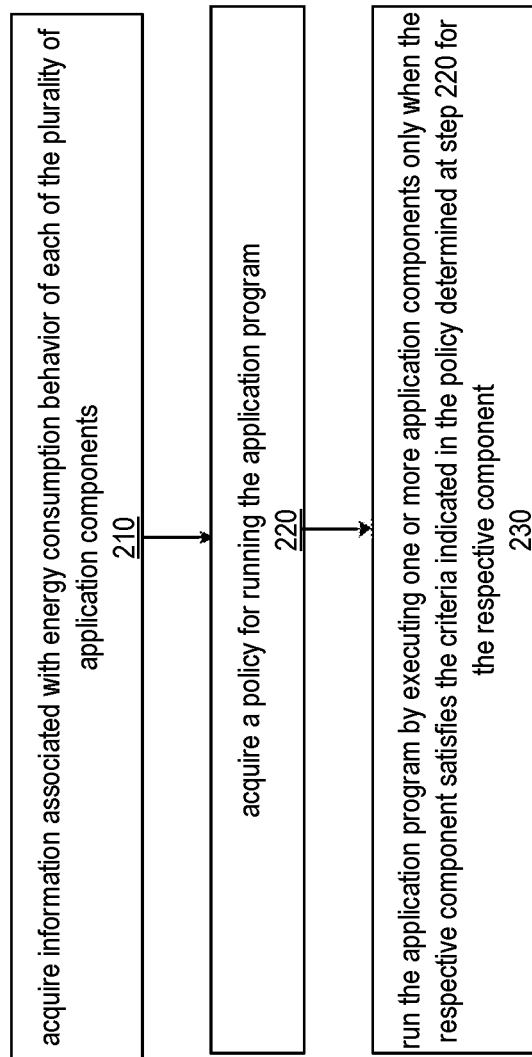 acquire information associated with energy consumption behavior of each of the plurality of
application components
210
acquire a policy for running the application program
220
run the application program by executing one or more application components only when the
respective component satisfies the criteria indicated in the policy determined at step 220 for
the respective component
230